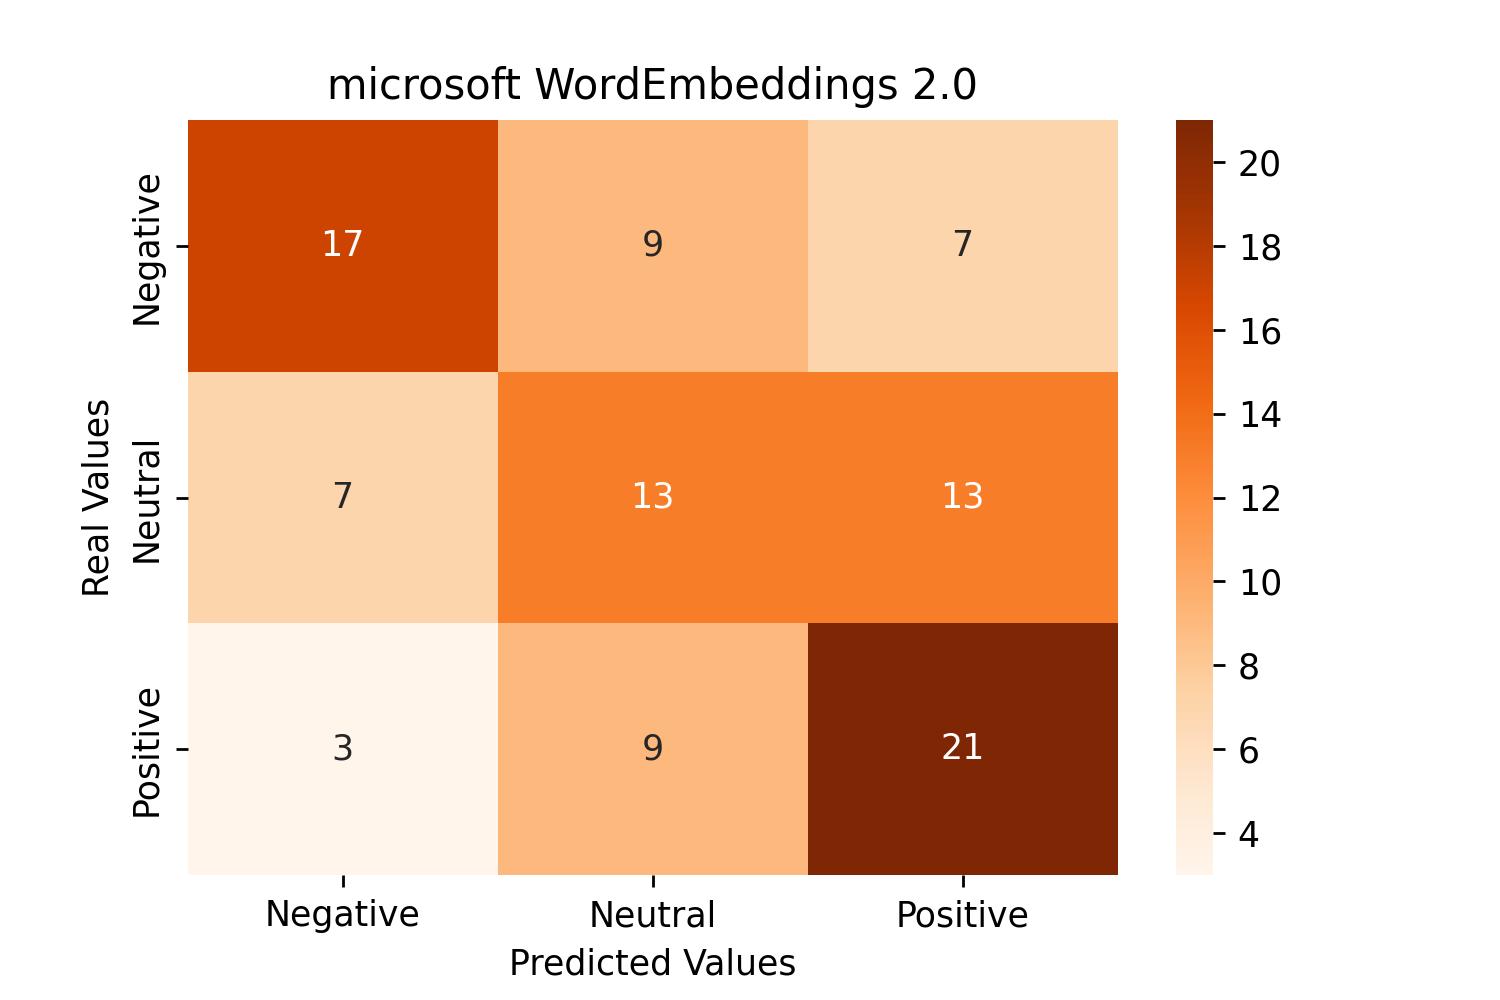 microsoft WordEmbeddings 2.0
Real Values
Negative
17 9 7
Neutral
7 13 13
Positive
3 9 21
Negative Neutral Positive
Predicted Values
20
18
16
14
12
10
8
6
4